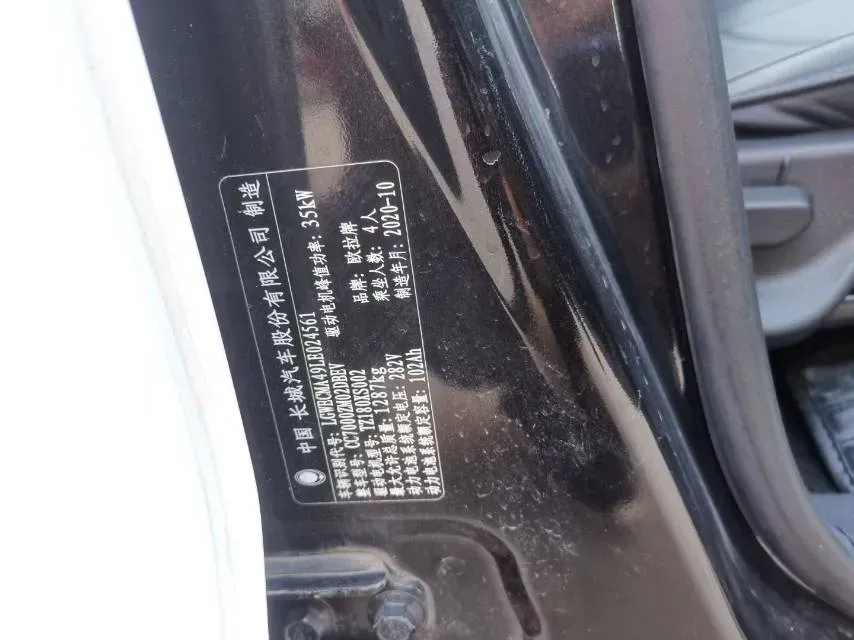 中国 长城汽车股份有限公司 制造
车辆识别代号: LGWECMA49LE024561
整车型号: CC7000ZM02DBEV 驱动电机峰值功率: 35kW
驱动电机型号: TZ180XS002
最大允许总质量: 1287kg 品牌: 欧拉牌
动力电池系统额定电压: 282V 乘坐人数: 4人
动力电池系统额定容量: 102Ah 制造年月: 2020-10